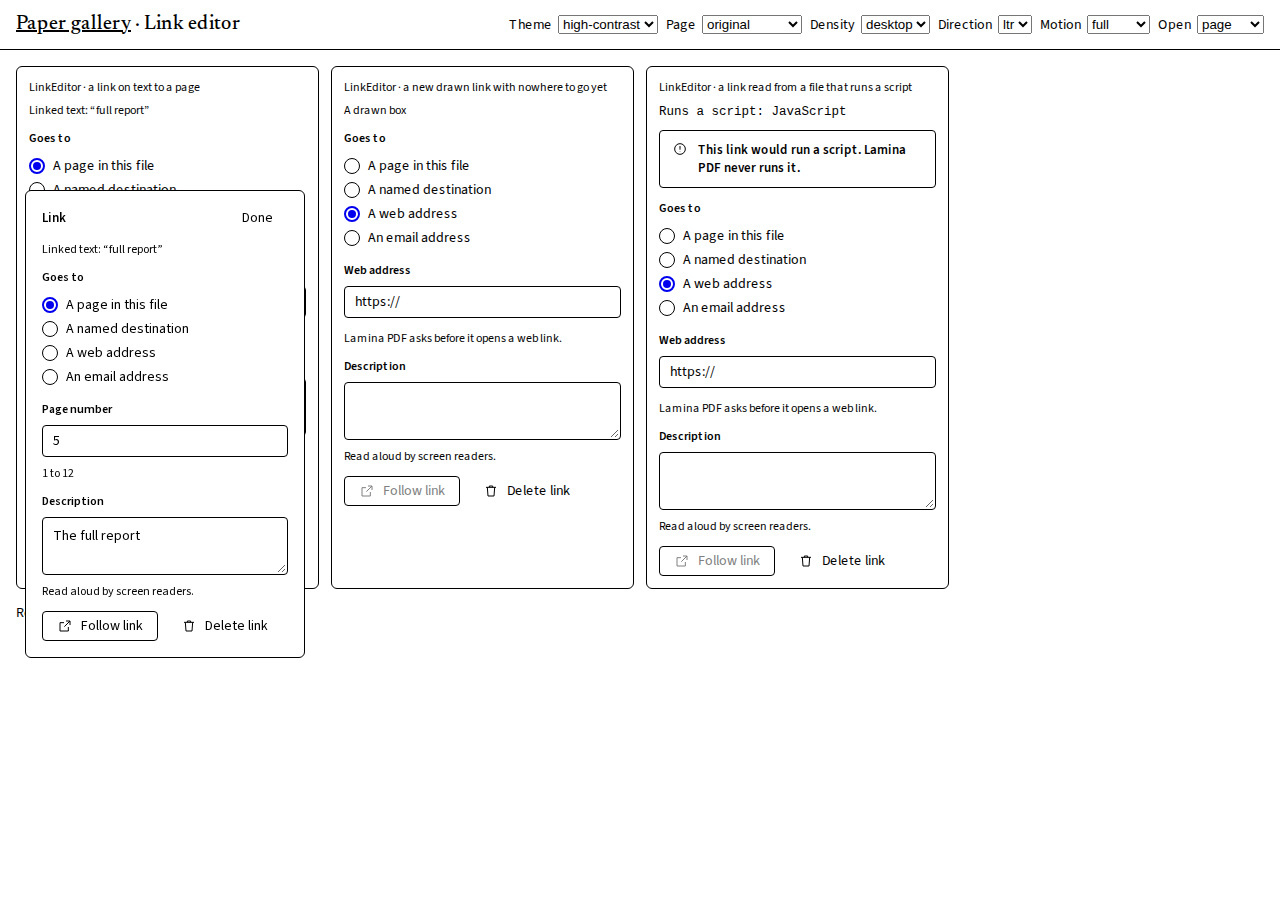 Paper gallery · Link editor
Theme high-contrast Page original Density desktop Direction ltr Motion full Open page
LinkEditor · a link on text to a page
Linked text: “full report”
Goes to
A page in this file
A named destination
Link
Done
Linked text: “full report”
Goes to
A page in this file
A named destination
A web address
An email address
Page number
5
1 to 12
Description
The full report
Read aloud by screen readers.
Follow link
Delete link
LinkEditor · a new drawn link with nowhere to go yet
A drawn box
Goes to
A page in this file
A named destination
A web address
An email address
Web address
https://
Lamina PDF asks before it opens a web link.
Description
Read aloud by screen readers.
Follow link
Delete link
LinkEditor · a link read from a file that runs a script
Runs a script: JavaScript
This link would run a script. Lamina
PDF never runs it.
Goes to
A page in this file
A named destination
A web address
An email address
Web address
https://
Lamina PDF asks before it opens a web link.
Description
Read aloud by screen readers.
Follow link
Delete link